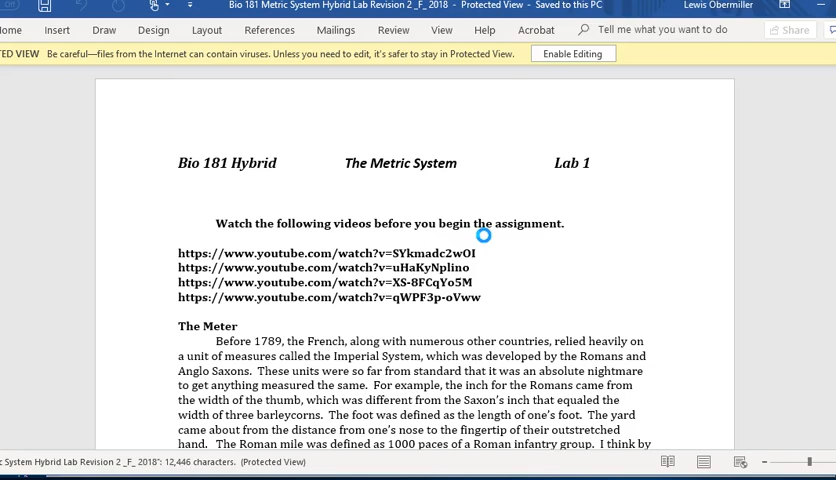 Bio 181 Metric System Hybrid Lab Revision 2 _F_ 2018 - Protected View - Saved to this PC
Lewis Obermiller
Off
ome Insert Draw Design Layout References Mailings Review View Help Acrobat Tell me what you want to do Share
TED VIEW Be careful—files from the Internet can contain viruses. Unless you need to edit, it's safer to stay in Protected View. Enable Editing
Bio 181 Hybrid The Metric System Lab 1
Watch the following videos before you begin the assignment.
https://www.youtube.com/watch?v=SYkmadc2wOI
https://www.youtube.com/watch?v=uHaKyNplino
https://www.youtube.com/watch?v=XS-8FCqYo5M
https://www.youtube.com/watch?v=qWPF3p-oVww
The Meter
Before 1789, the French, along with numerous other countries, relied heavily on
a unit of measures called the Imperial System, which was developed by the Romans and
Anglo Saxons. These units were so far from standard that it was an absolute nightmare
to get anything measured the same. For example, the inch for the Romans came from
the width of the thumb, which was different from the Saxon's inch that equaled the
width of three barleycorns. The foot was defined as the length of one's foot. The yard
came about from the distance from one's nose to the fingertip of their outstretched
hand. The Roman mile was defined as 1000 paces of a Roman infantry group. I think by
c System Hybrid Lab Revision 2 _F_ 2018": 12,446 characters. (Protected View)